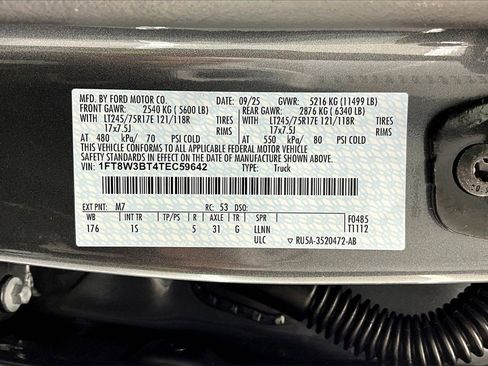 MFD. BY FORD MOTOR CO. 09/25 GVWR: 5216 KG (11499 LB)
FRONT GAWR: 2540 KG ( 5600 LB) REAR GAWR: 2876 KG ( 6340 LB)
WITH LT245/75R17E 121/118R TIRES WITH LT245/75R17E 121/118R TIRES
17x7.5J RIMS 17x7.5J RIMS
AT 480 kPa/ 70 PSI COLD AT 550 kPa/ 80 PSI COLD
THIS VEHICLE CONFORMS TO ALL APPLICABLE FEDERAL MOTOR
VEHICLE SAFETY STANDARDS IN EFFECT ON THE DATE OF
MANUFACTURE SHOWN ABOVE.
VIN: 1FT8W3BT4TEC59642 TYPE: Truck
EXT PNT: M7 RC: 53 DSO:
WB INT TR TP/PS R AXLE TR SPR F0485
176 1S 5 31 G LLNN T1112
ULC RU5A-3520472-AB